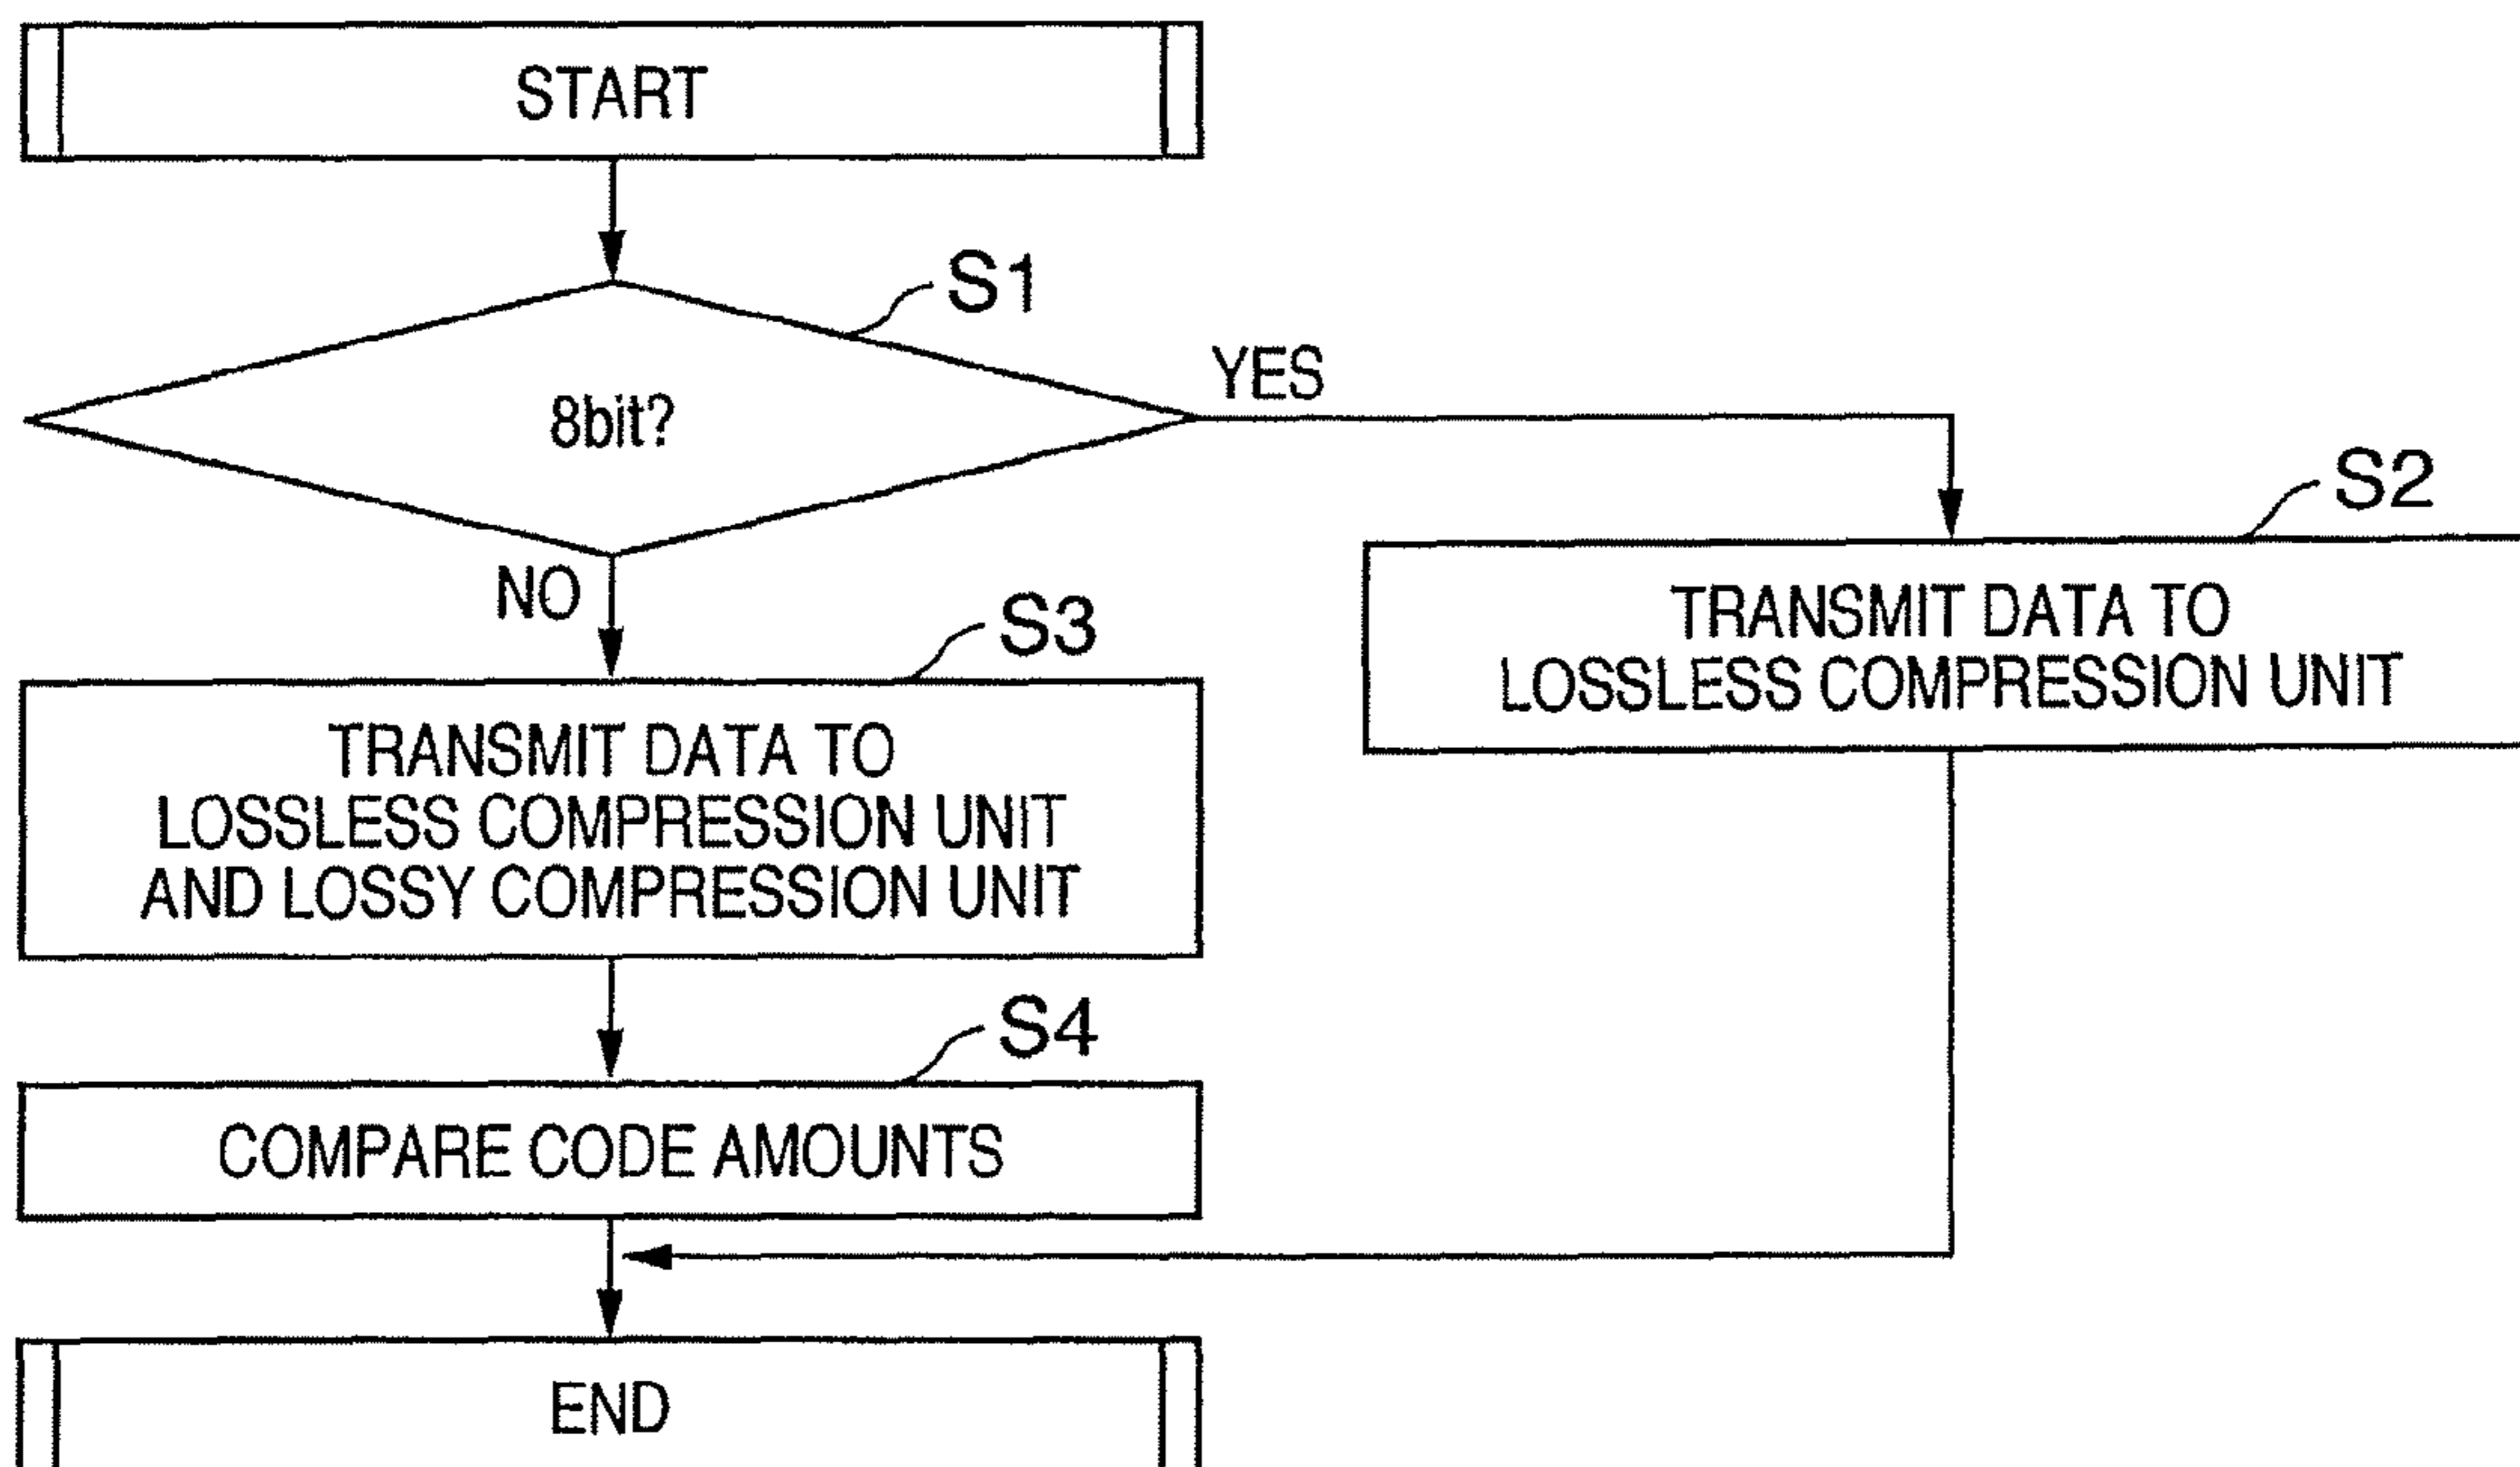 START
S1
8bit?
YES
S2
TRANSMIT DATA TO
LOSSLESS COMPRESSION UNIT
NO
S3
TRANSMIT DATA TO
LOSSLESS COMPRESSION UNIT
AND LOSSY COMPRESSION UNIT
S4
COMPARE CODE AMOUNTS
END